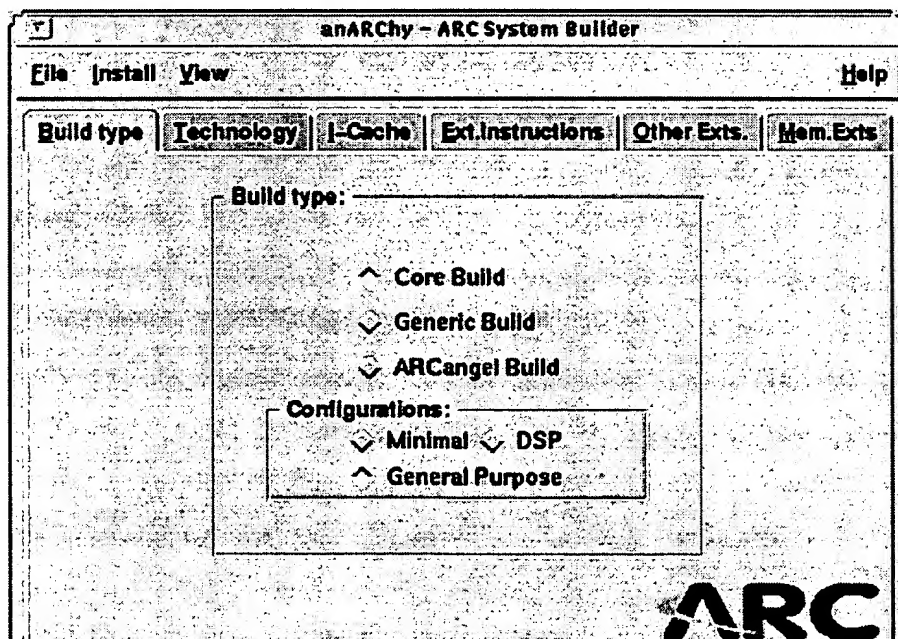 anARChy – ARC System Builder
File Install View Help
Build type Technology I-Cache Ext.Instructions Other Exts. Mem.Exts
Build type:
Core Build
Generic Build
ARCangel Build
Configurations:
Minimal DSP
General Purpose
ARC